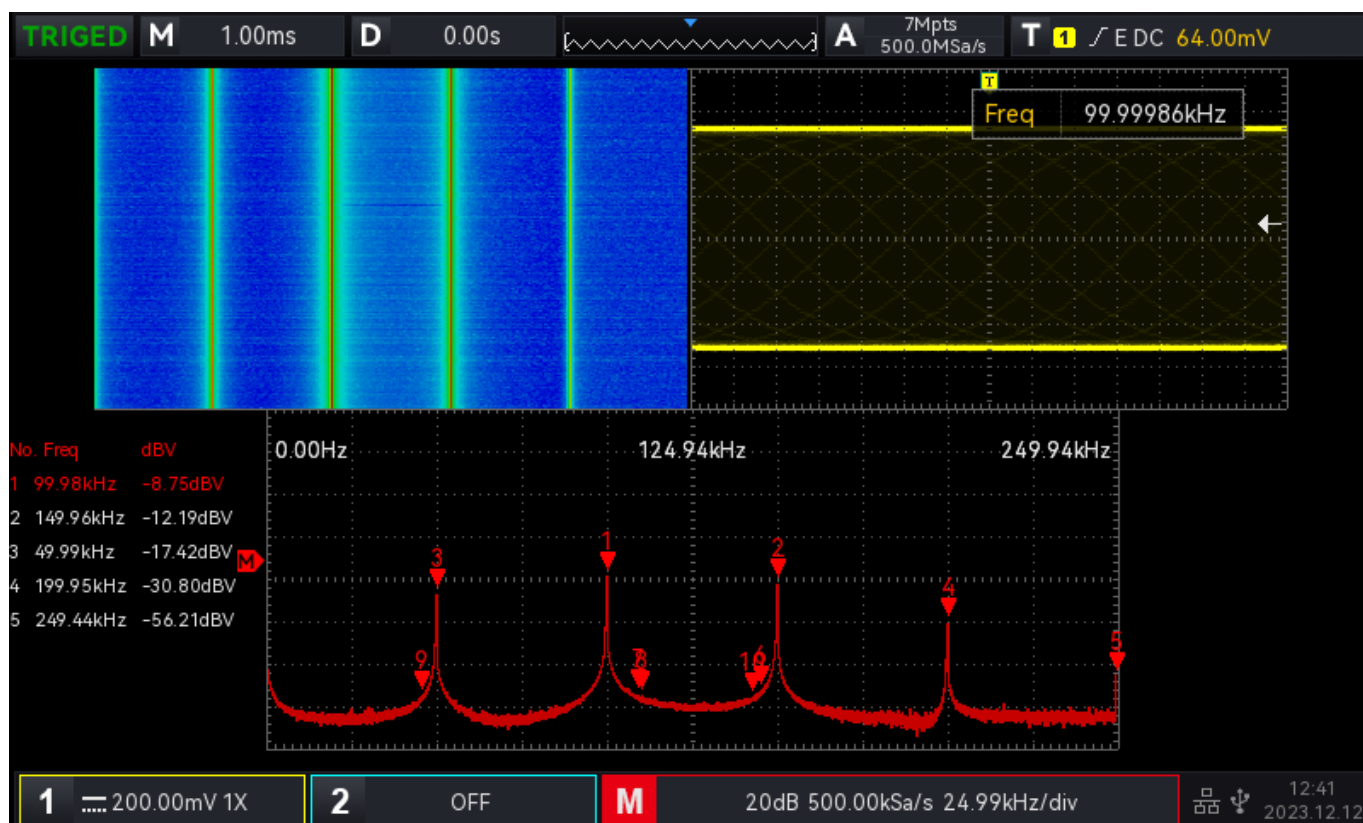 TRIGED M 1.00ms D 0.00s A 7Mpts 500.0MSa/s T 1 E DC 64.00mV
T
Freq 99.99986kHz
No. Freq dBV
1 99.98kHz -8.75dBV
2 149.96kHz -12.19dBV
3 49.99kHz -17.42dBV
4 199.95kHz -30.80dBV
5 249.44kHz -56.21dBV
M
0.00Hz 124.94kHz 249.94kHz
1
2
3
4
5
9
8
10
6
1 200.00mV 1X 2 OFF M 20dB 500.00kSa/s 24.99kHz/div 12:41
2023.12.12